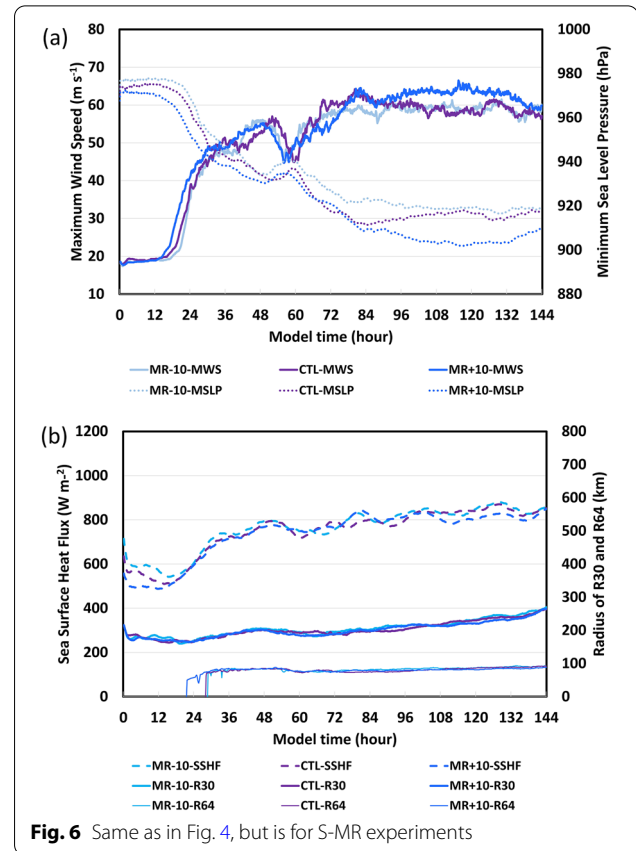 (a)
80
70
60
50
40
30
20
10
Maximum Wind Speed (m s-1)
1000
980
960
940
920
900
880
Minimum Sea Level Pressure (hPa)
0 12 24 36 48 60 72 84 96 108 120 132 144
Model time (hour)
MR-10-MWS CTL-MWS MR+10-MWS
MR-10-MSLP CTL-MSLP MR+10-MSLP
(b)
1200
1000
800
600
400
200
0
Sea Surface Heat Flux (W m-2)
800
700
600
500
400
300
200
100
0
Radius of R30 and R64 (km)
0 12 24 36 48 60 72 84 96 108 120 132 144
Model time (hour)
MR-10-SSHF CTL-SSHF MR+10-SSHF
MR-10-R30 CTL-R30 MR+10-R30
MR-10-R64 CTL-R64 MR+10-R64
Fig. 6 Same as in Fig. 4, but is for S-MR experiments